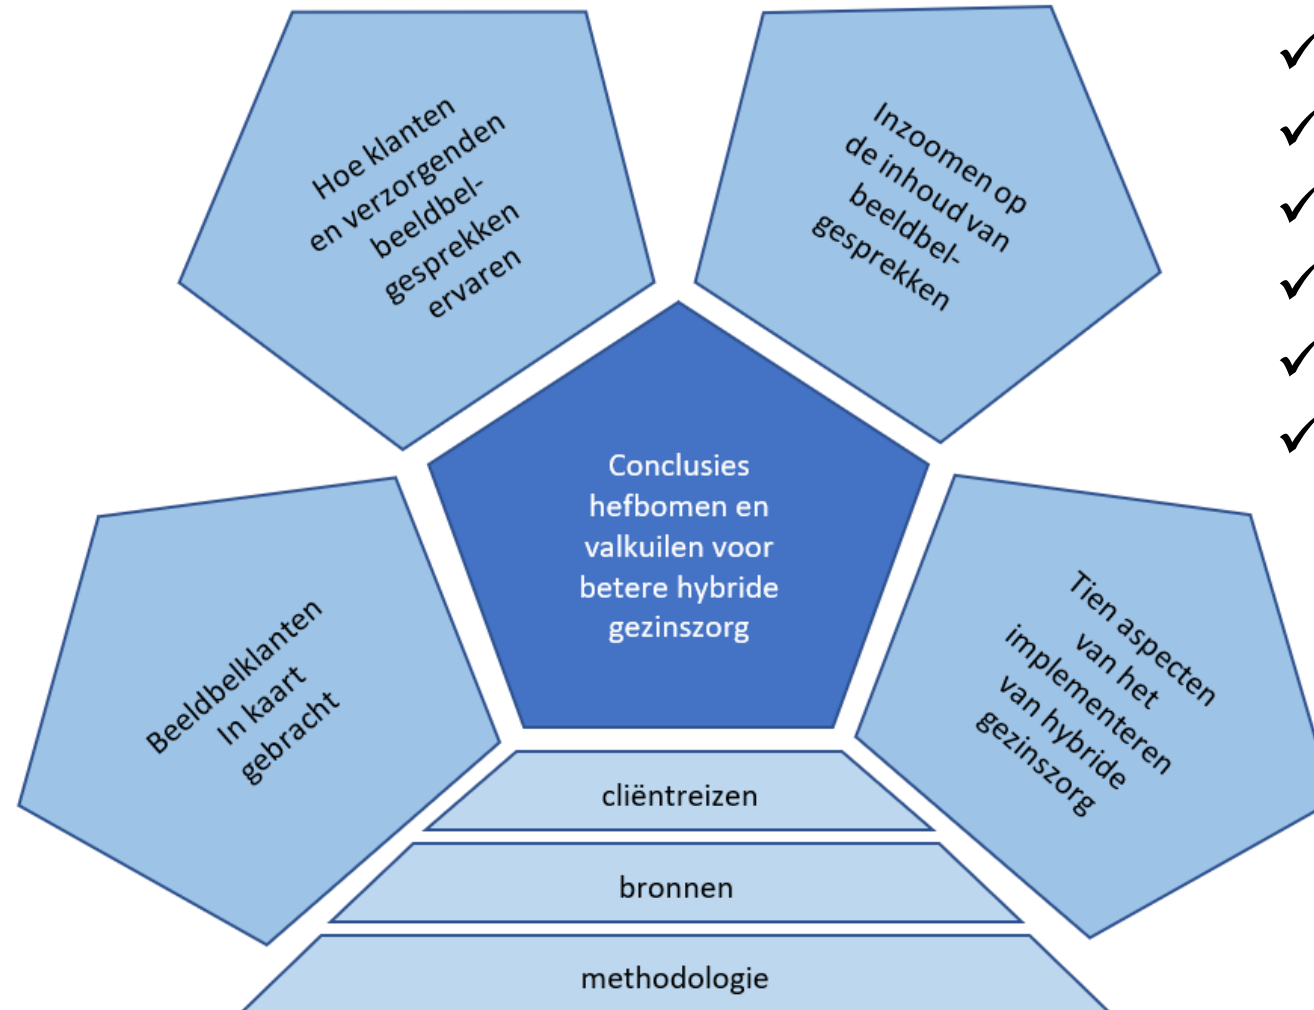 Hoe klanten
en verzorgenden
beeldbel-
gesprekken
ervaren
Inzoomen op
de inhoud van
beeldbel-
gesprekken
Conclusies
hefbomen en
valkuilen voor
betere hybride
gezinszorg
Beeldbelklanten
In kaart
gebracht
Tien aspecten
van het
implementeren
van hybride
gezinszorg
cliëntreizen
bronnen
methodologie